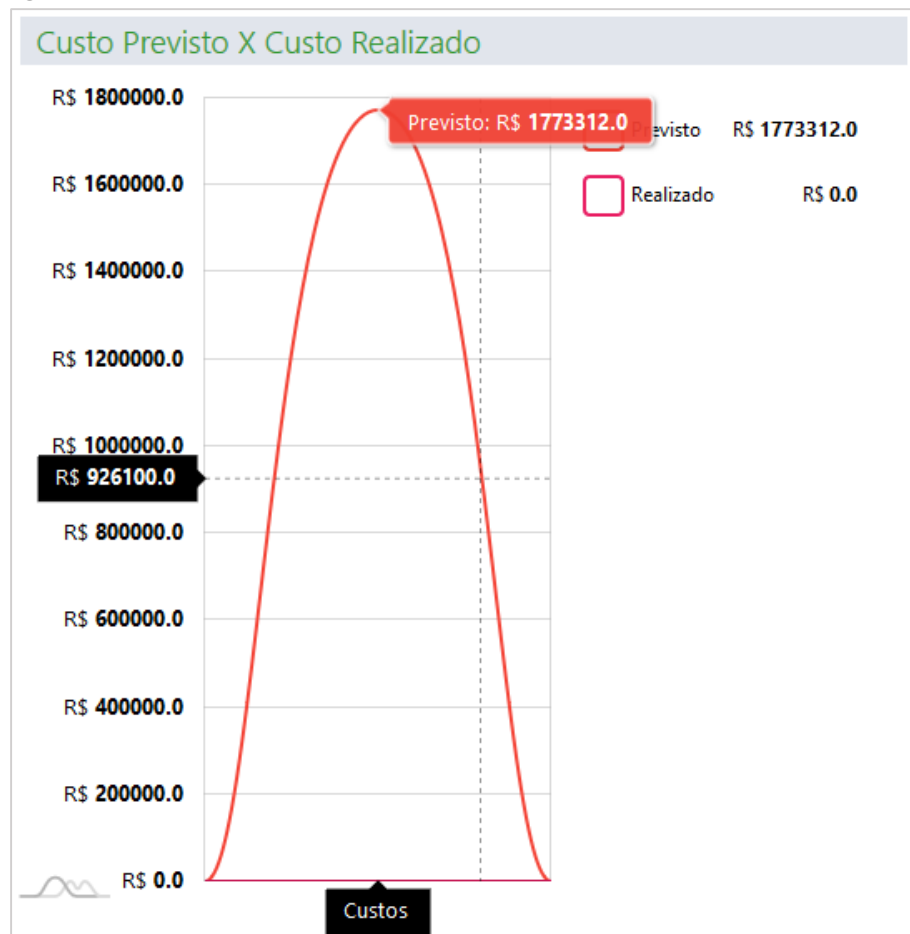 Custo Previsto X Custo Realizado
R$ 1800000.0
Previsto: R$ 1773312.0
evisto R$ 1773312.0
R$ 1600000.0
Realizado R$ 0.0
R$ 1400000.0
R$ 1200000.0
R$ 1000000.0
R$ 926100.0
R$ 800000.0
R$ 600000.0
R$ 400000.0
R$ 200000.0
R$ 0.0
Custos